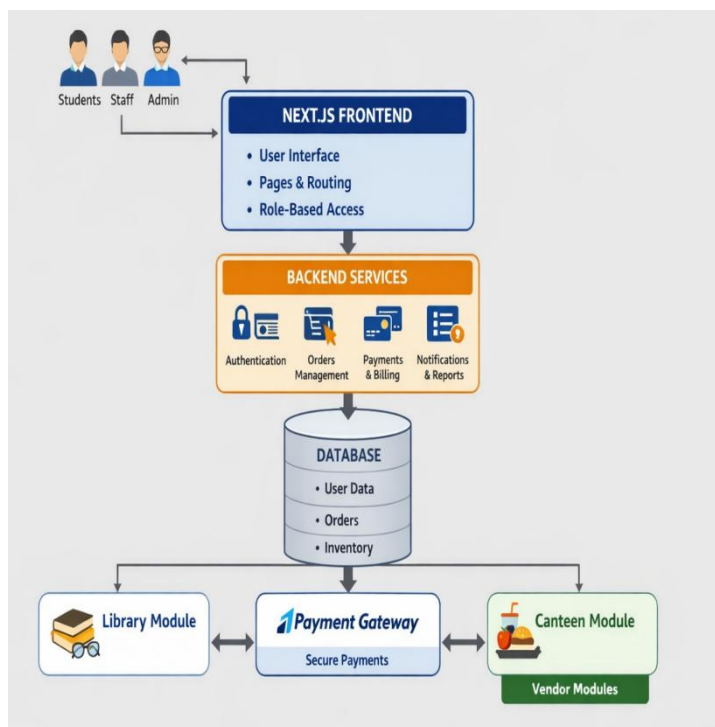 Students Staff Admin
NEXT.JS FRONTEND
• User Interface
• Pages & Routing
• Role-Based Access
BACKEND SERVICES
Authentication
Orders
Management
Payments
& Billing
Notifications
& Reports
DATABASE
• User Data
• Orders
• Inventory
Library Module
Payment Gateway
Secure Payments
Canteen Module
Vendor Modules